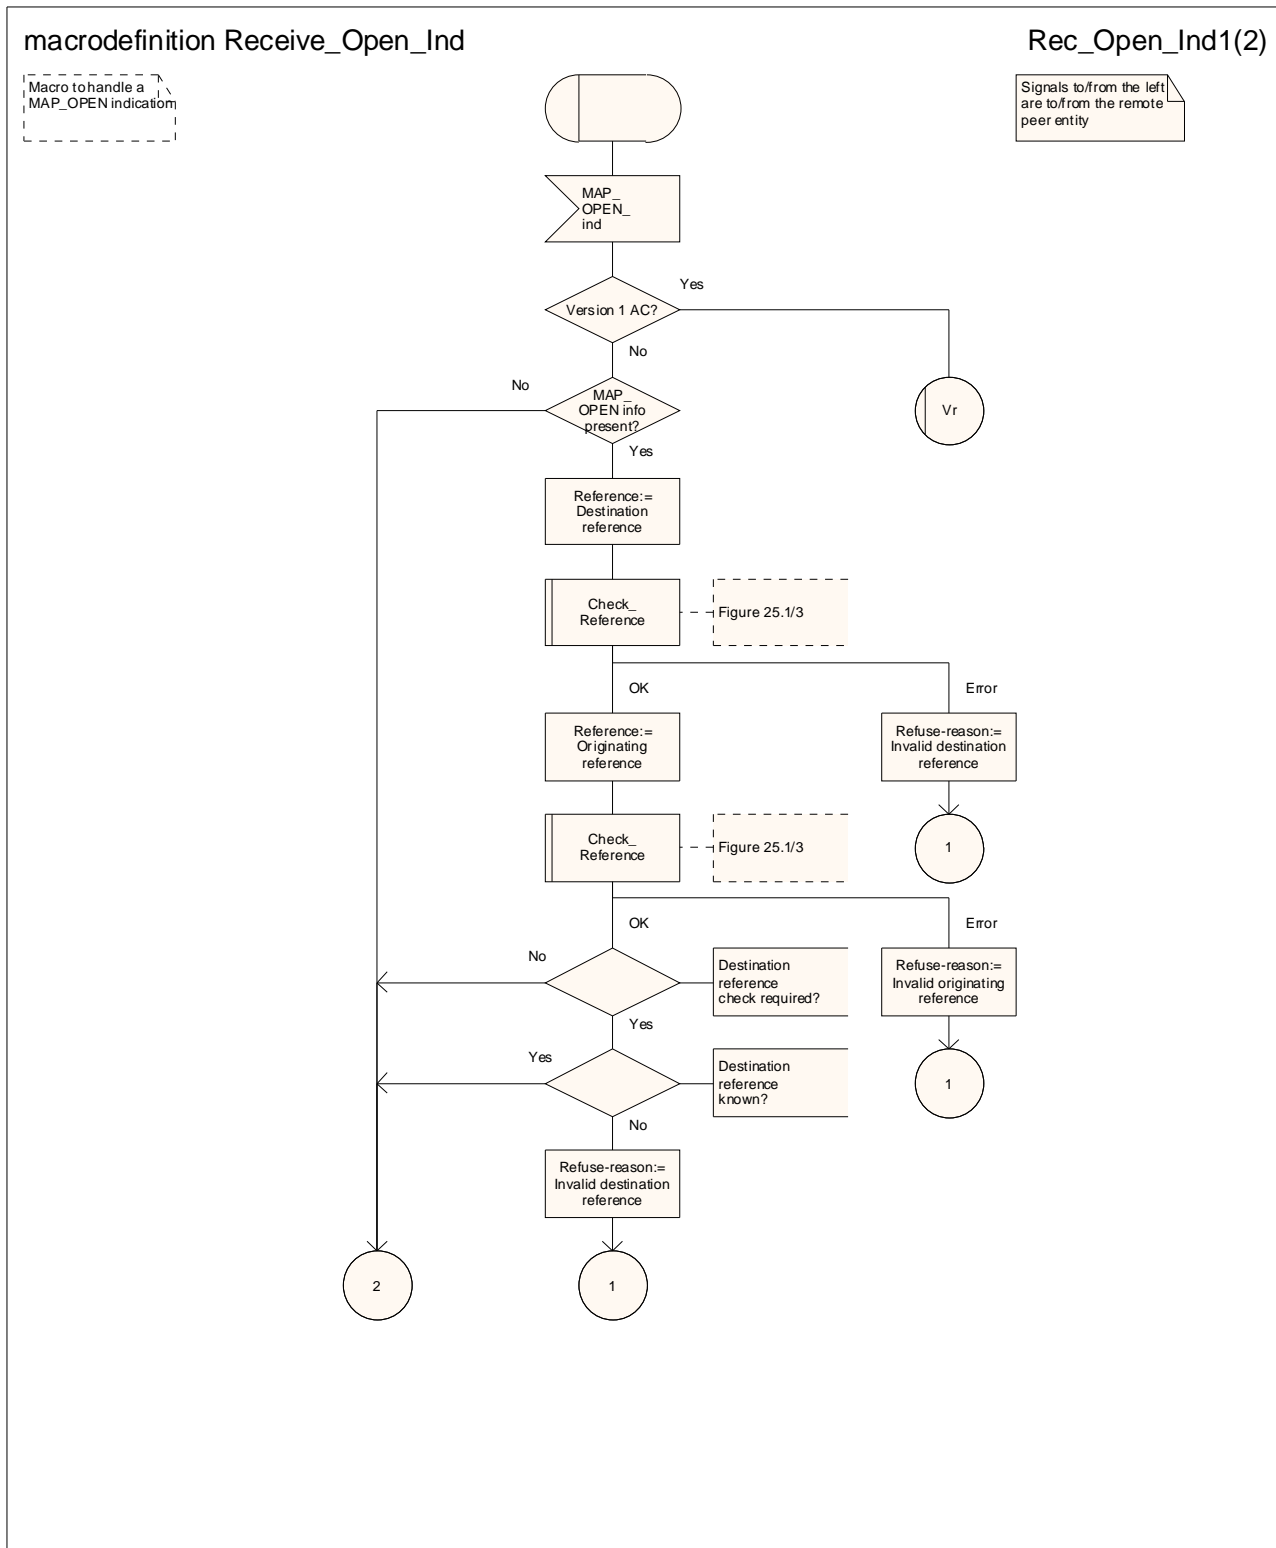 macrodefinition Receive_Open_Ind
Rec_Open_Ind1(2)
Macro to handle a
MAP_OPEN indication
Signals to/from the left
are to/from the remote
peer entity
MAP_
OPEN_
ind
Yes
Version 1 AC?
No
No
MAP_
OPEN info
present?
Vr
Yes
Reference:=
Destination
reference
Check_
Reference
Figure 25.1/3
OK
Error
Reference:=
Originating
reference
Refuse-reason:=
Invalid destination
reference
Check_
Reference
Figure 25.1/3
1
OK
Error
No
Destination
reference
check required?
Refuse-reason:=
Invalid originating
reference
Yes
Yes
Destination
reference
known?
1
No
Refuse-reason:=
Invalid destination
reference
2
1